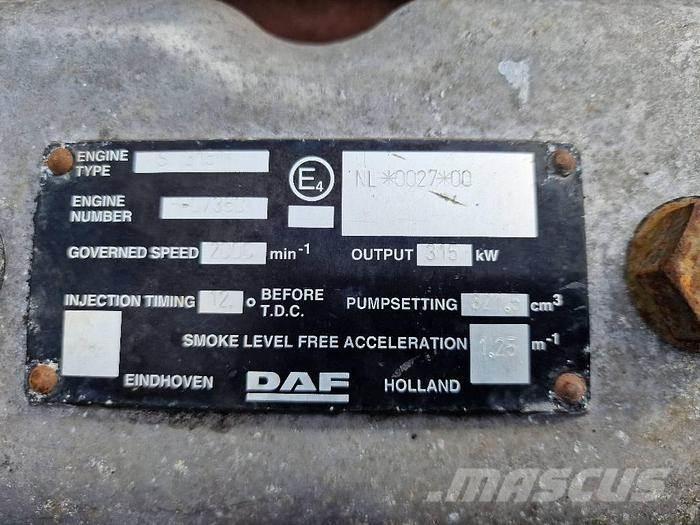 ENGINE TYPE
E4
NL*0027*00
ENGINE NUMBER
GOVERNED SPEED 2000 min-1 OUTPUT 315 kW
INJECTION TIMING 12 o BEFORE T.D.C. PUMPSETTING cm3
SMOKE LEVEL FREE ACCELERATION 1.25 m-1
EINDHOVEN DAF HOLLAND
MASCUS